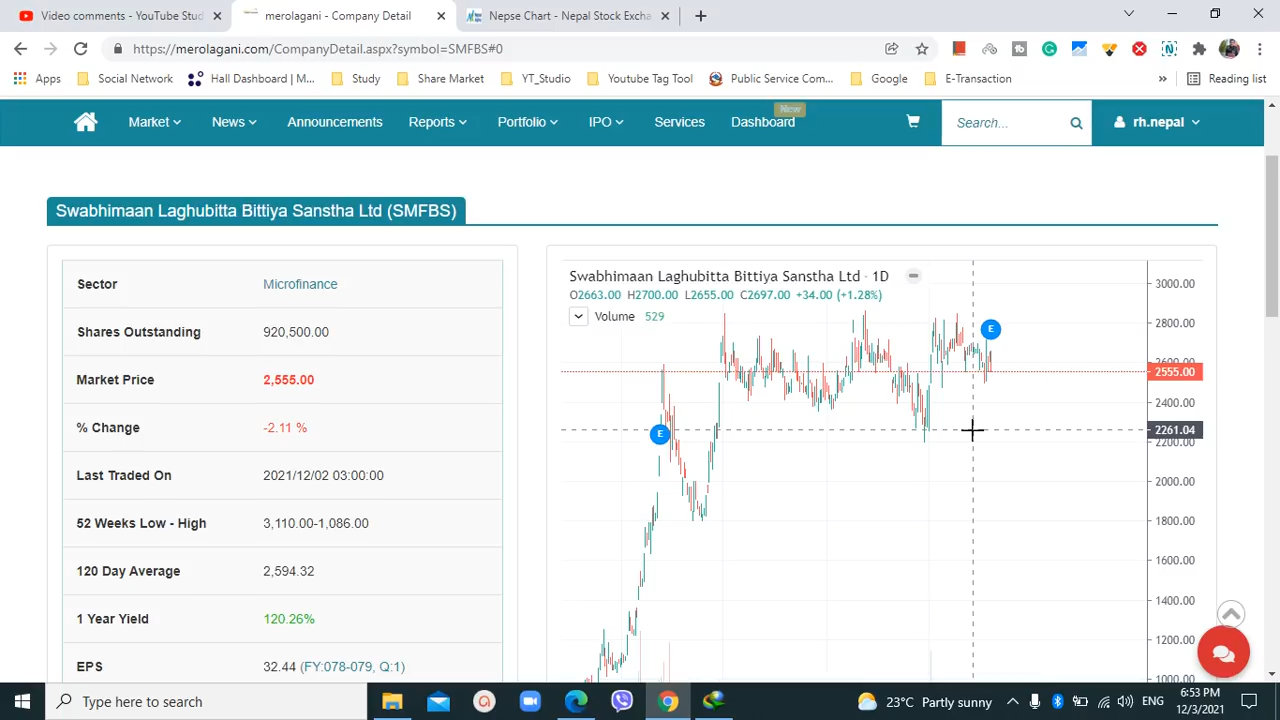 Video comments - YouTube Stud
merolagani - Company Detail
Nepse Chart - Nepal Stock Excha
https://merolagani.com/CompanyDetail.aspx?symbol=SMFBS#0
Apps Social Network Hall Dashboard | M... Study Share Market YT_Studio Youtube Tag Tool Public Service Com... Google E-Transaction » Reading list
New
Market News Announcements Reports Portfolio IPO Services Dashboard Search... rh.nepal
Swabhimaan Laghubitta Bittiya Sanstha Ltd (SMFBS)
Sector Microfinance
Shares Outstanding 920,500.00
Market Price 2,555.00
% Change -2.11 %
Last Traded On 2021/12/02 03:00:00
52 Weeks Low - High 3,110.00-1,086.00
120 Day Average 2,594.32
1 Year Yield 120.26%
EPS 32.44 (FY:078-079, Q:1)
Swabhimaan Laghubitta Bittiya Sanstha Ltd · 1D
O2663.00 H2700.00 L2655.00 C2697.00 +34.00 (+1.28%)
Volume 529
E
E
3000.00
2800.00
2600.00
2555.00
2400.00
2261.04
2200.00
2000.00
1800.00
1600.00
1400.00
1200.00
1000.00
Type here to search
23°C Partly sunny
ENG
6:53 PM
12/3/2021